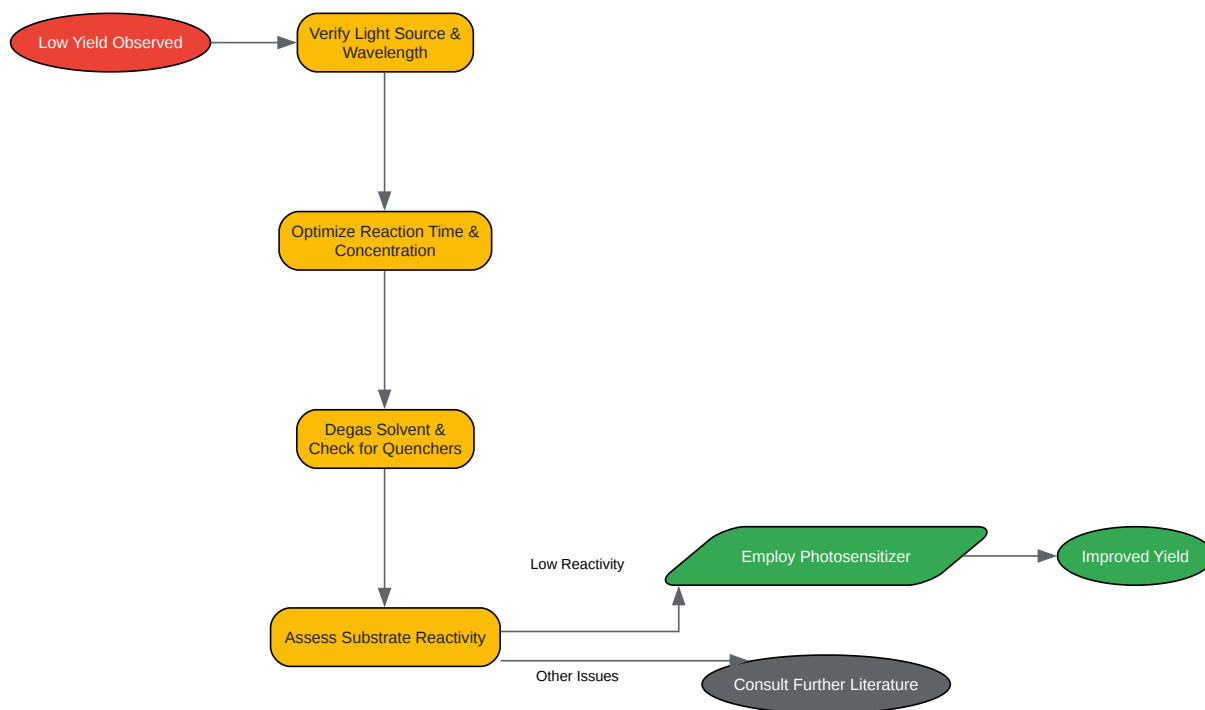 Low Yield Observed
Verify Light Source &
Wavelength
Optimize Reaction Time &
Concentration
Degas Solvent &
Check for Quenchers
Low Reactivity
Employ Photosensitizer
Improved Yield
Assess Substrate Reactivity
Other Issues
Consult Further Literature